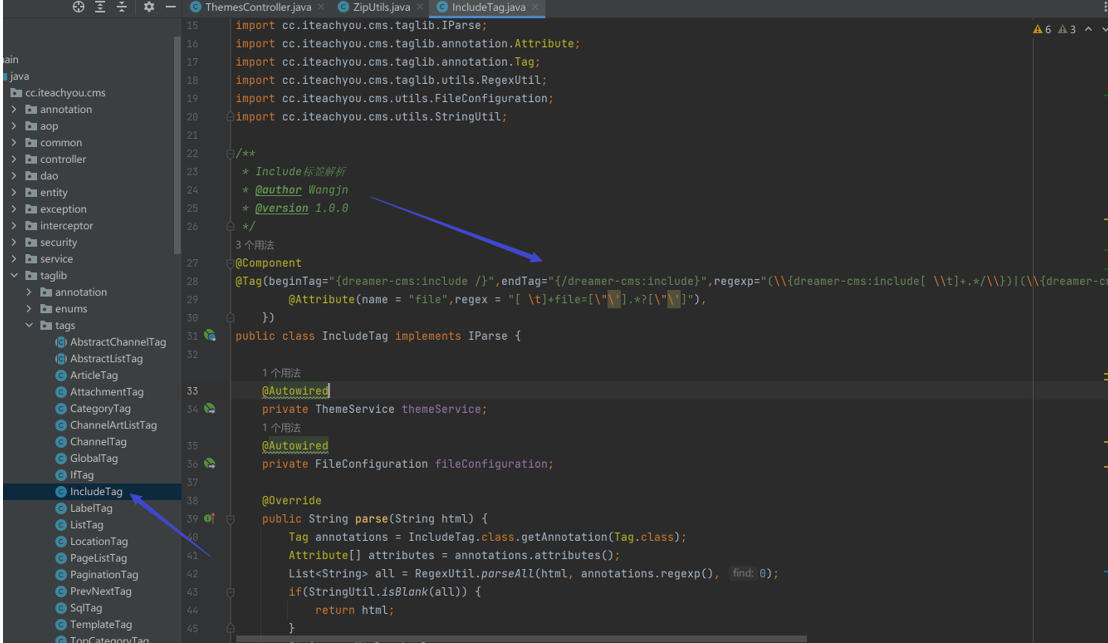 ThemesController.java
ZipUtils.java
IncludeTag.java
java
cc.iteachyou.cms
annotation
aop
common
controller
dao
entity
exception
interceptor
security
service
taglib
annotation
enums
tags
AbstractChannelTag
AbstractListTag
ArticleTag
AttachmentTag
CategoryTag
ChannelArtListTag
ChannelTag
GlobalTag
IfTag
IncludeTag
LabelTag
ListTag
LocationTag
PageListTag
PaginationTag
PrevNextTag
SqlTag
TemplateTag
TopCategoryTag
6 3
15 import cc.iteachyou.cms.taglib.IParse;
16 import cc.iteachyou.cms.taglib.annotation.Attribute;
17 import cc.iteachyou.cms.taglib.annotation.Tag;
18 import cc.iteachyou.cms.taglib.utils.RegexUtil;
19 import cc.iteachyou.cms.utils.FileConfiguration;
20 import cc.iteachyou.cms.utils.StringUtil;
21
22 /**
23 * Include标签解析
24 * @author Wangjn
25 * @version 1.0.0
26 */
3 个用法
27 @Component
28 @Tag(beginTag="{dreamer-cms:include /}",endTag="{/dreamer-cms:include}",regexp="(\\{dreamer-cms:include[ \\t]+.*/\\})|(\\{dreamer-c
29 @Attribute(name = "file",regex = "[ \t]+file=[\"\'].*?[\"\']"),
30 })
31 public class IncludeTag implements IParse {
32
1 个用法
33 @Autowired
34 private ThemeService themeService;
1 个用法
35 @Autowired
36 private FileConfiguration fileConfiguration;
37
38 @Override
39 public String parse(String html) {
40 Tag annotations = IncludeTag.class.getAnnotation(Tag.class);
41 Attribute[] attributes = annotations.attributes();
42 List<String> all = RegexUtil.parseAll(html, annotations.regexp(), find: 0);
43 if(StringUtil.isBlank(all)) {
44 return html;
45 }